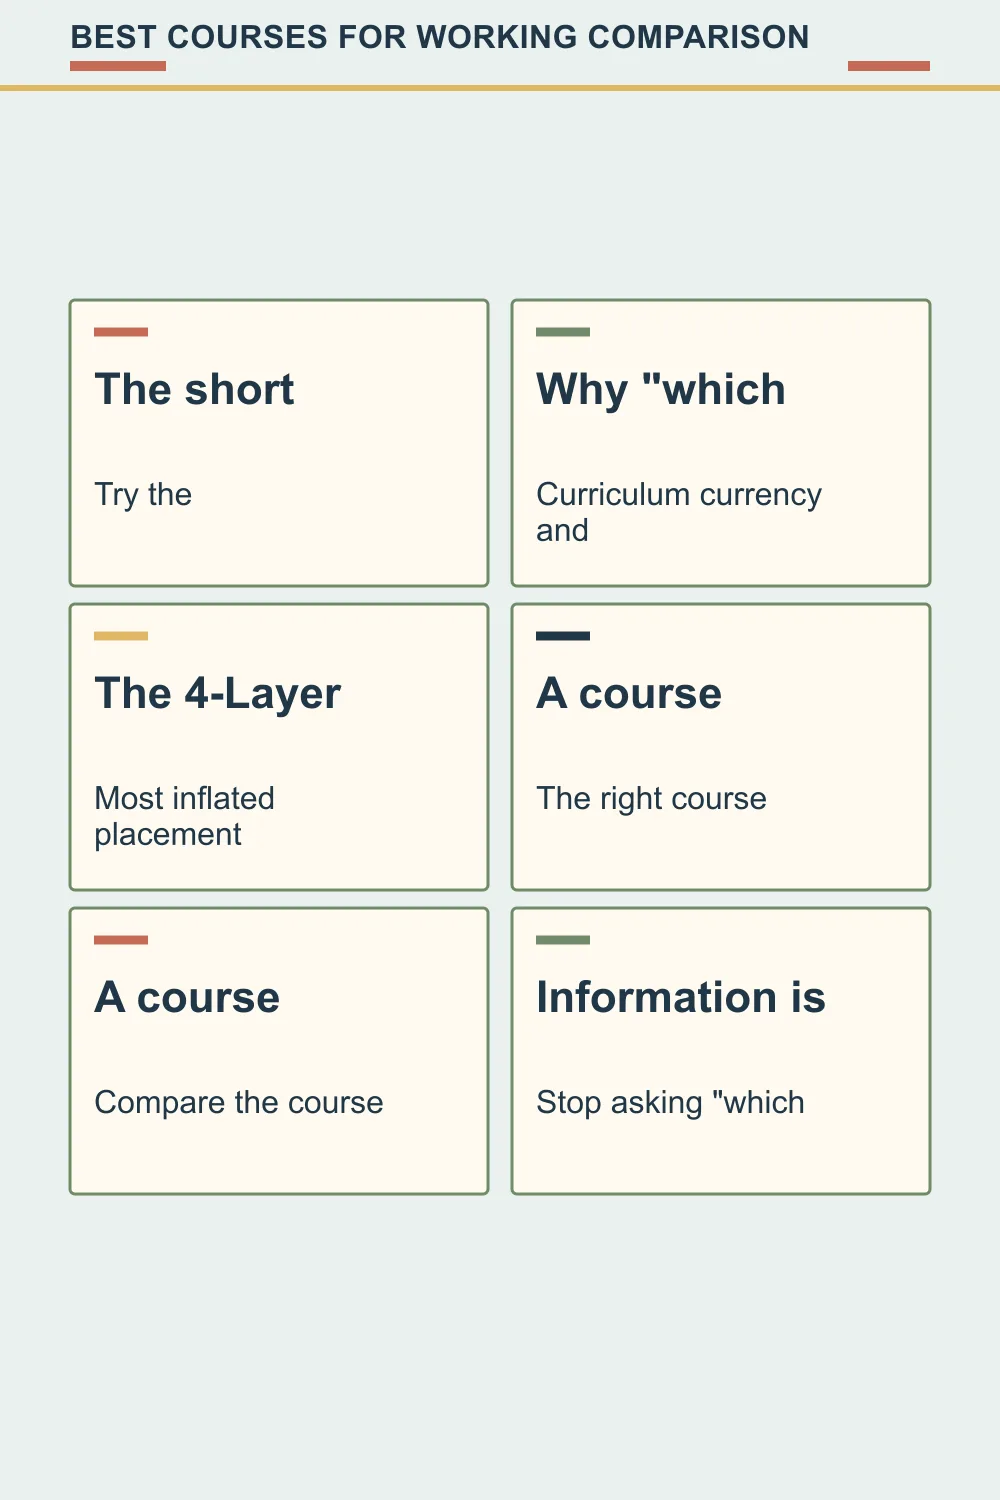 BEST COURSES FOR WORKING COMPARISON
The short
Try the
Why "which
Curriculum currency
and
The 4-Layer
Most inflated
placement
A course
The right course
A course
Compare the course
Information is
Stop asking "which